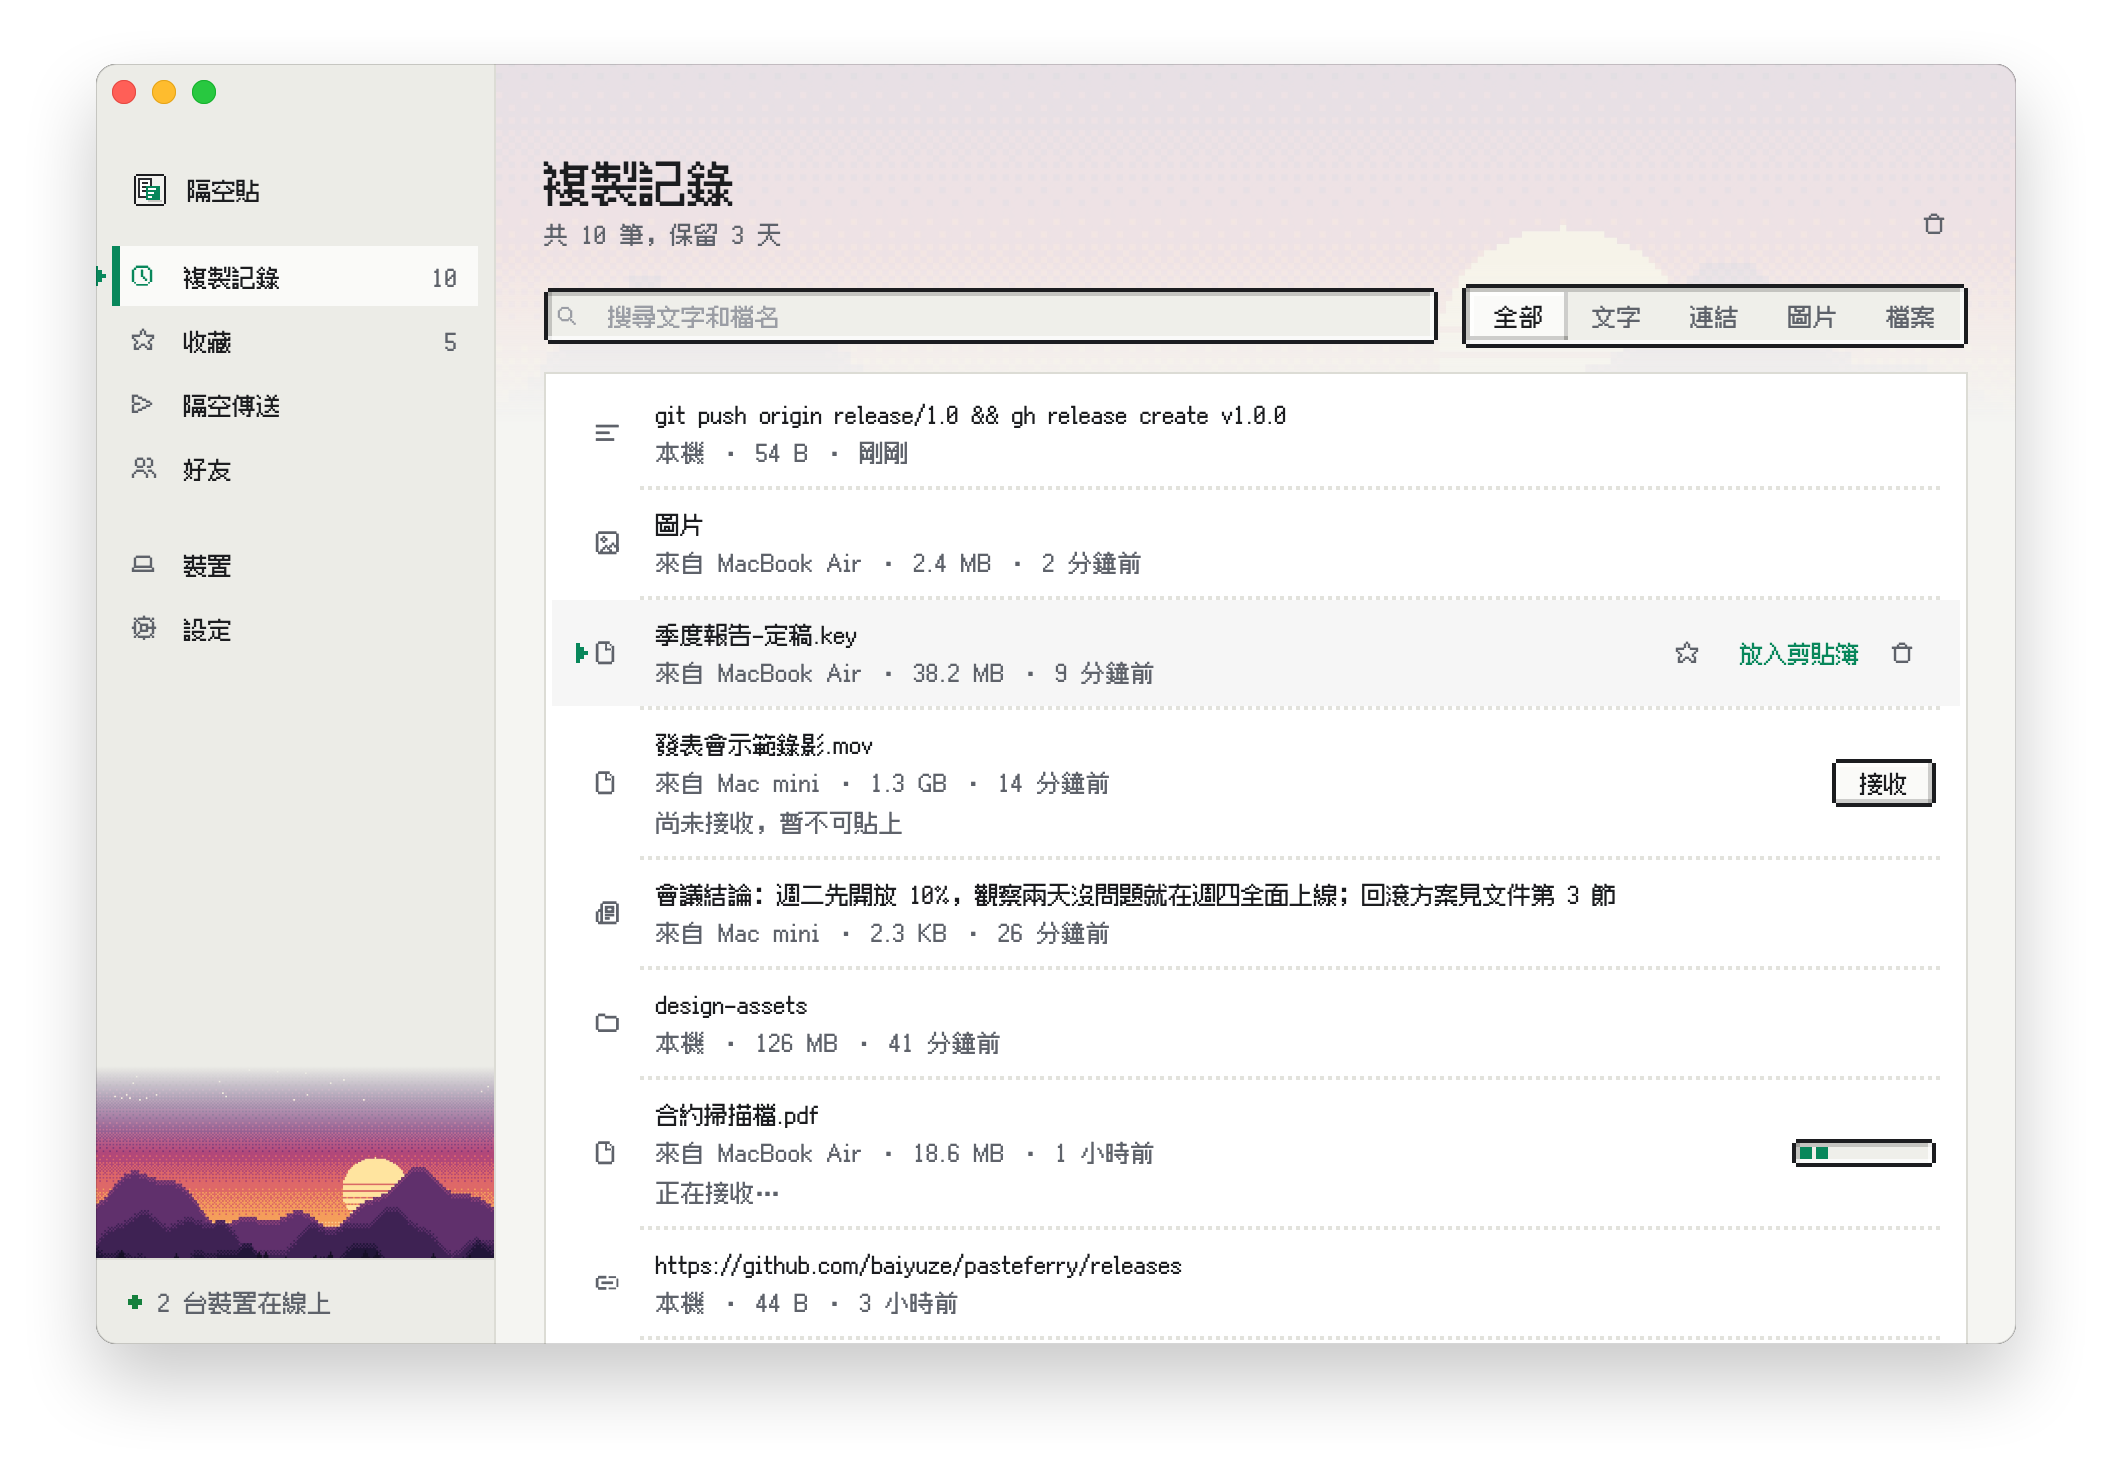 隔空貼
複製記錄 10
收藏 5
隔空傳送
好友
裝置
設定
2 台裝置在線上
複製記錄
共 10 筆，保留 3 天
搜尋文字和檔名
全部 文字 連結 圖片 檔案
git push origin release/1.0 && gh release create v1.0.0
本機 · 54 B · 剛剛
圖片
來自 MacBook Air · 2.4 MB · 2 分鐘前
季度報告-定稿.key
來自 MacBook Air · 38.2 MB · 9 分鐘前
放入剪貼簿
發表會示範錄影.mov
來自 Mac mini · 1.3 GB · 14 分鐘前
尚未接收，暫不可貼上
接收
會議結論：週二先開放 10%，觀察兩天沒問題就在週四全面上線；回滾方案見文件第 3 節
來自 Mac mini · 2.3 KB · 26 分鐘前
design-assets
本機 · 126 MB · 41 分鐘前
合約掃描檔.pdf
來自 MacBook Air · 18.6 MB · 1 小時前
正在接收…
https://github.com/baiyuze/pasteferry/releases
本機 · 44 B · 3 小時前